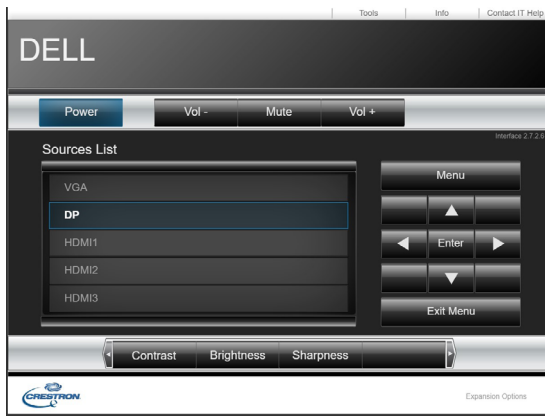 Tools Info Contact IT Help
DELL
Power Vol - Mute Vol +
Interface 2.7.2.6
Sources List
VGA
DP
HDMI1
HDMI2
HDMI3
Menu
Enter
Exit Menu
Contrast Brightness Sharpness
CRESTRON
Expansion Options